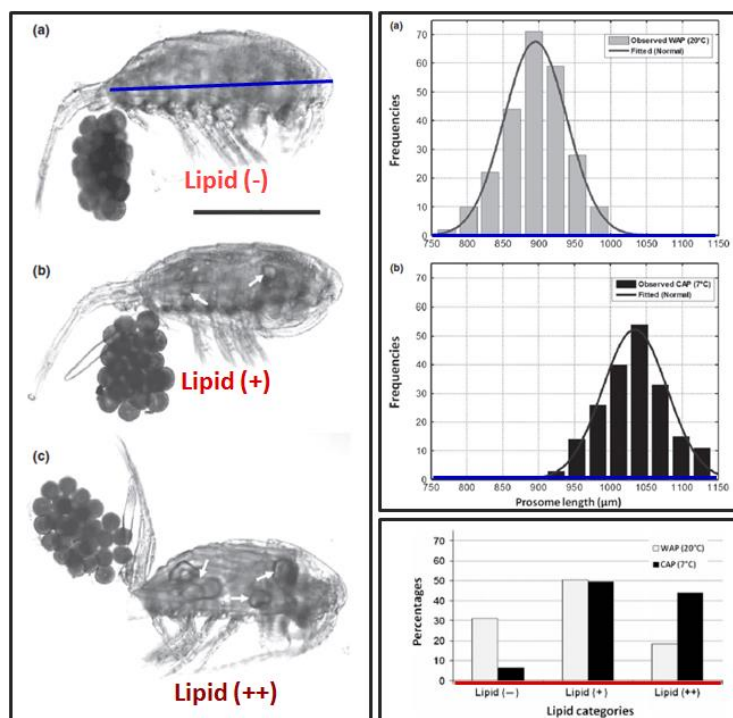 (a)
Lipid (-)
(b)
Lipid (+)
(c)
Lipid (++)
(a)
Observed WAP (20°C)
Fitted (Normal)
Frequencies
70
60
50
40
30
20
10
0
750 800 850 900 950 1000 1050 1100 1150
(b)
Observed CAP (7°C)
Fitted (Normal)
Frequencies
70
60
50
40
30
20
10
0
750 800 850 900 950 1000 1050 1100 1150
Prosome length (µm)
WAP (20°C)
CAP (7°C)
Percentages
70
60
50
40
30
20
10
0
Lipid (−) Lipid (+) Lipid (++)
Lipid categories